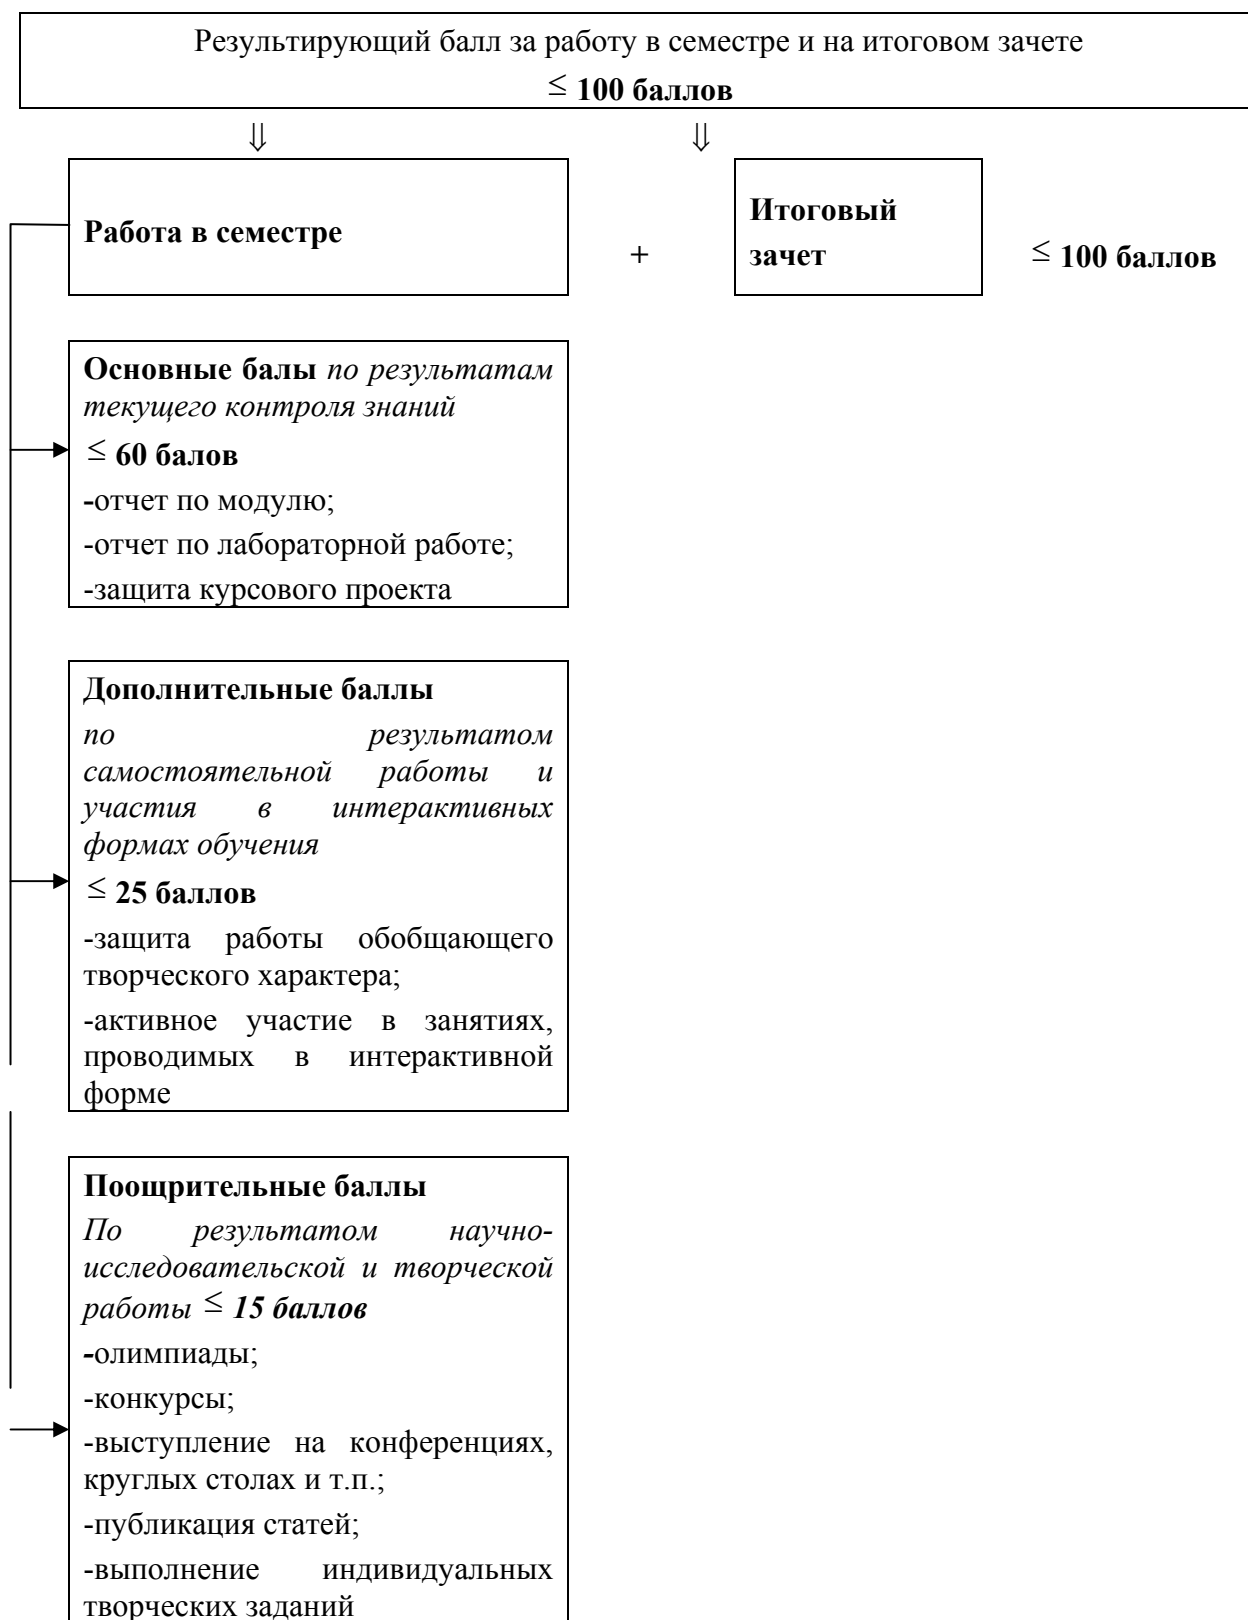 Результирующий балл за работу в семестре и на итоговом зачете
≤ 100 баллов
⇓ ⇓
Работа в семестре
+
Итоговый
зачет
≤ 100 баллов
Основные балы по результатам
текущего контроля знаний
≤ 60 балов
-отчет по модулю;
-отчет по лабораторной работе;
-защита курсового проекта
Дополнительные баллы
по результатом
самостоятельной работы и
участия в интерактивных
формах обучения
≤ 25 баллов
-защита работы обобщающего
творческого характера;
-активное участие в занятиях,
проводимых в интерактивной
форме
Поощрительные баллы
По результатом научно-
исследовательской и творческой
работы ≤ 15 баллов
-олимпиады;
-конкурсы;
-выступление на конференциях,
круглых столах и т.п.;
-публикация статей;
-выполнение индивидуальных
творческих заданий